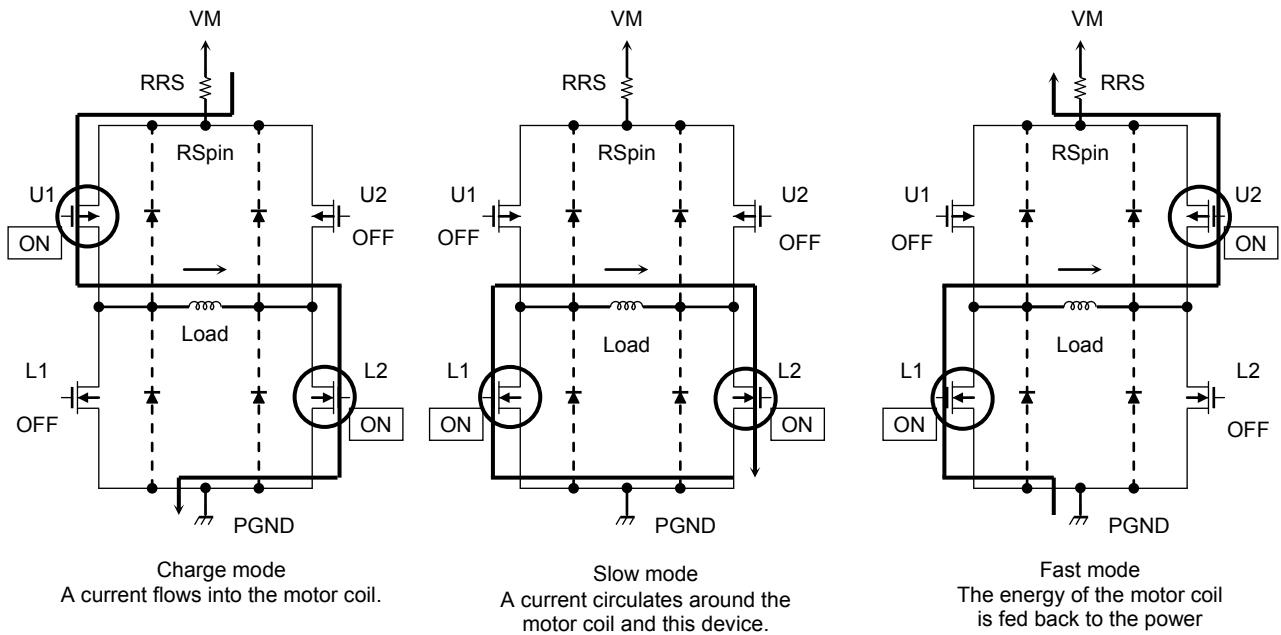 VM
RRS
RSpin
U1
ON
U2
OFF
Load
L1
OFF
L2
ON
PGND
Charge mode
A current flows into the motor coil.
VM
RRS
RSpin
U1
OFF
U2
OFF
Load
L1
ON
L2
ON
PGND
Slow mode
A current circulates around the
motor coil and this device.
VM
RRS
RSpin
U1
OFF
U2
ON
Load
L1
ON
L2
OFF
PGND
Fast mode
The energy of the motor coil
is fed back to the power